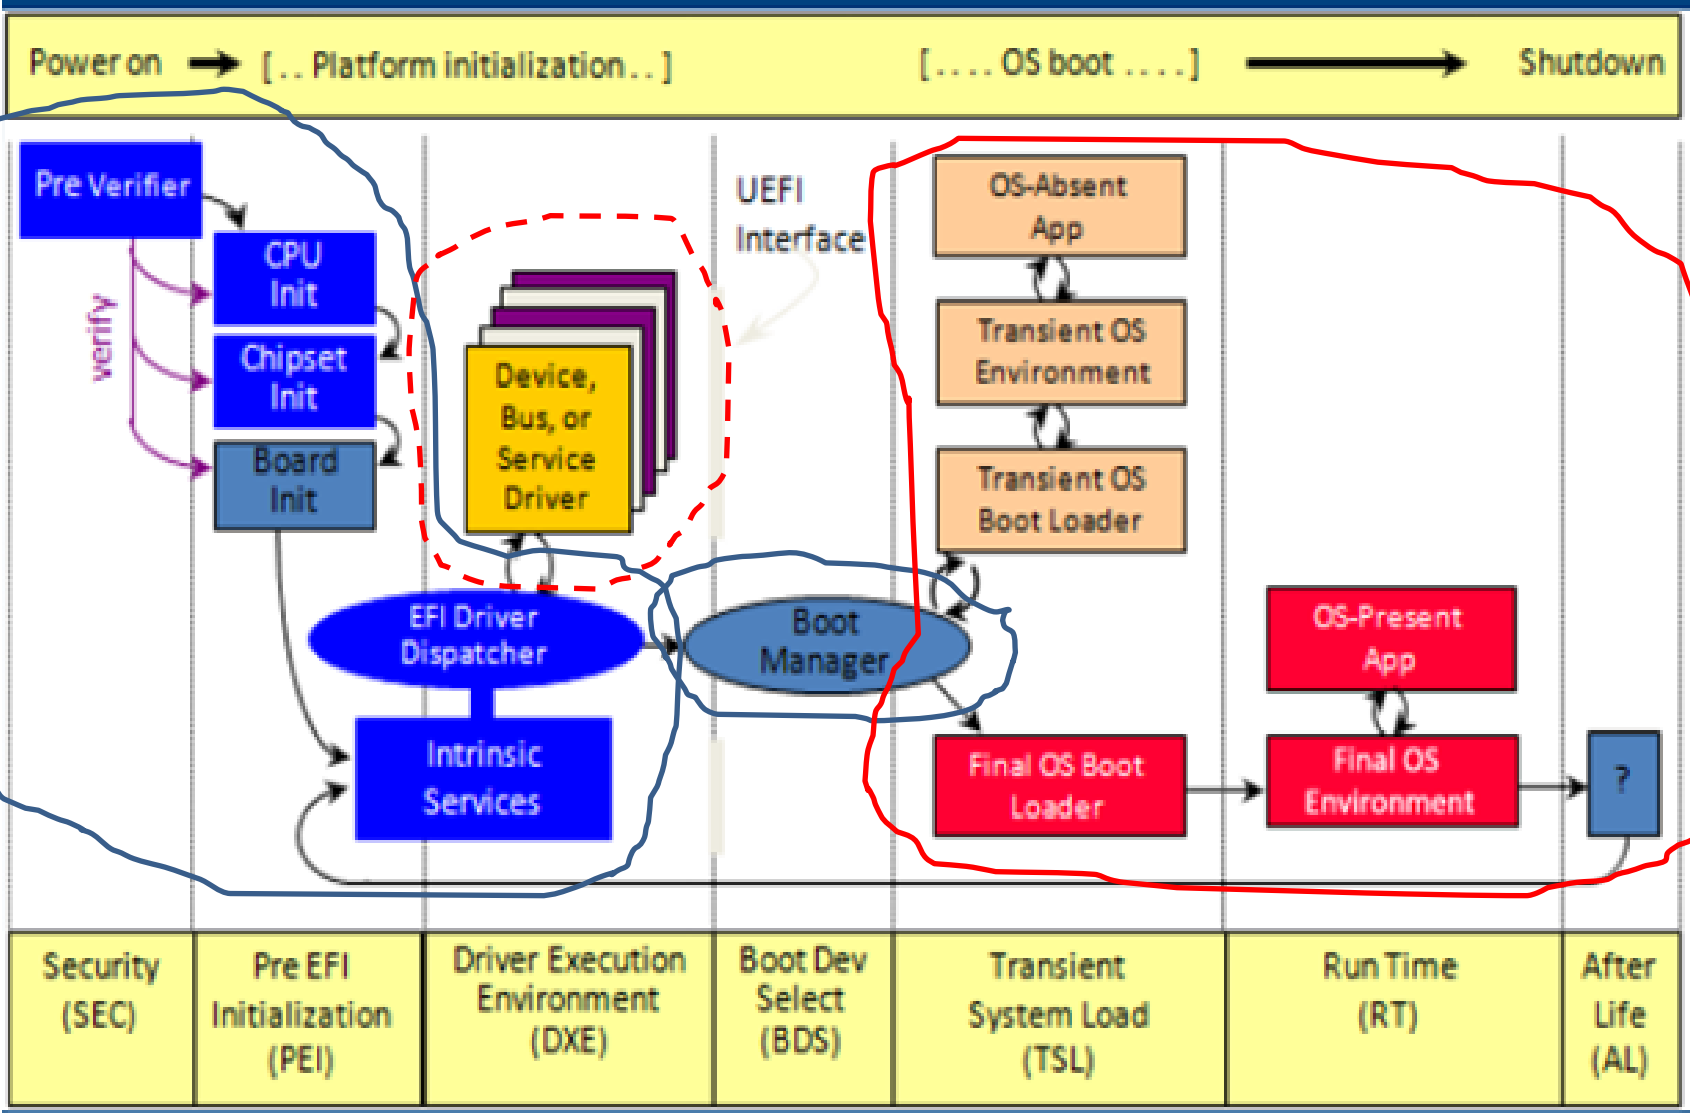 Power on [ . . Platform initialization . . ] [ . . . . OS boot . . . . ] Shutdown
Pre Verifier
verify
CPU
Init
Chipset
Init
Board
Init
Device,
Bus, or
Service
Driver
EFI Driver
Dispatcher
Intrinsic
Services
UEFI
Interface
Boot
Manager
OS-Absent
App
Transient OS
Environment
Transient OS
Boot Loader
Final OS Boot
Loader
OS-Present
App
Final OS
Environment
?
Security
(SEC)
Pre EFI
Initialization
(PEI)
Driver Execution
Environment
(DXE)
Boot Dev
Select
(BDS)
Transient
System Load
(TSL)
Run Time
(RT)
After
Life
(AL)